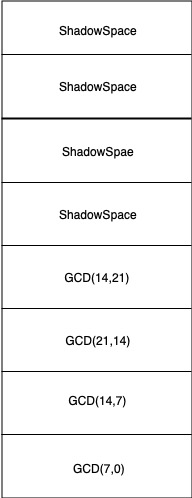 ShadowSpace
ShadowSpace
ShadowSpae
ShadowSpace
GCD(14,21)
GCD(21,14)
GCD(14,7)
GCD(7,0)